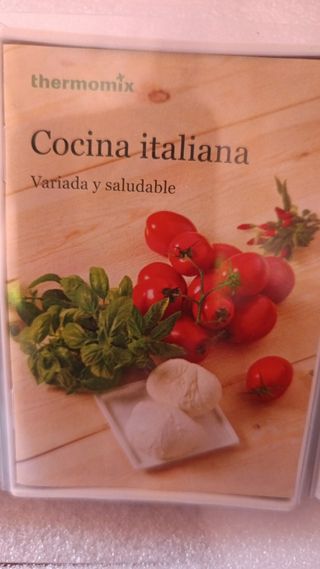 thermomix
Cocina italiana
Variada y saludable